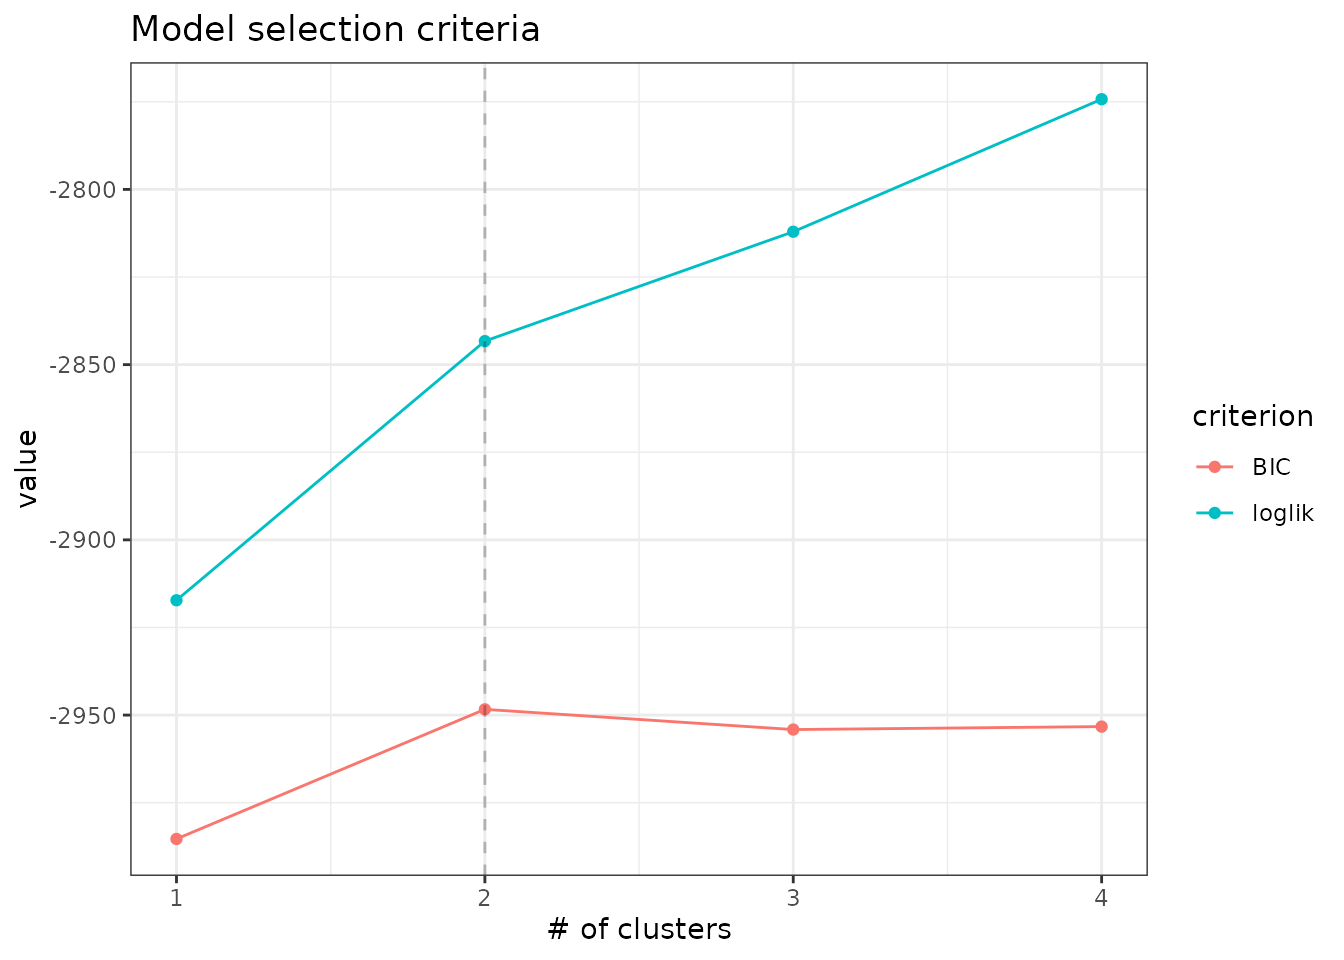 Model selection criteria
-2800
-2850
-2900
-2950
value
1 2 3 4
# of clusters
criterion
BIC
loglik